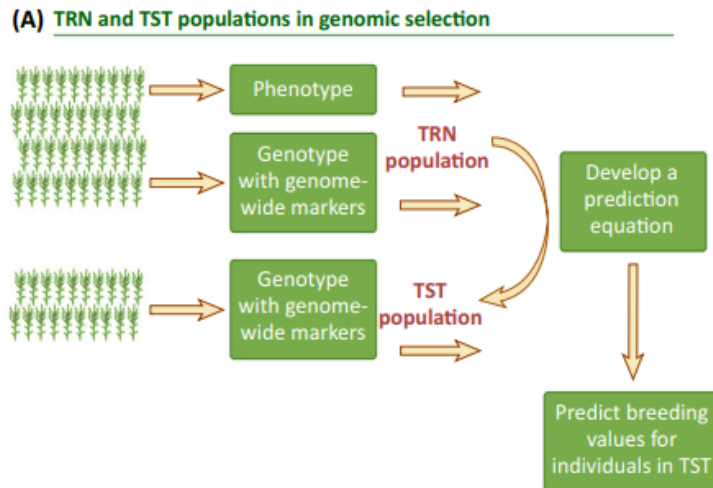 (A) TRN and TST populations in genomic selection
Phenotype
TRN
population
Genotype
with genome-
wide markers
Develop a
prediction
equation
Genotype
with genome-
wide markers
TST
population
Predict breeding
values for
individuals in TST